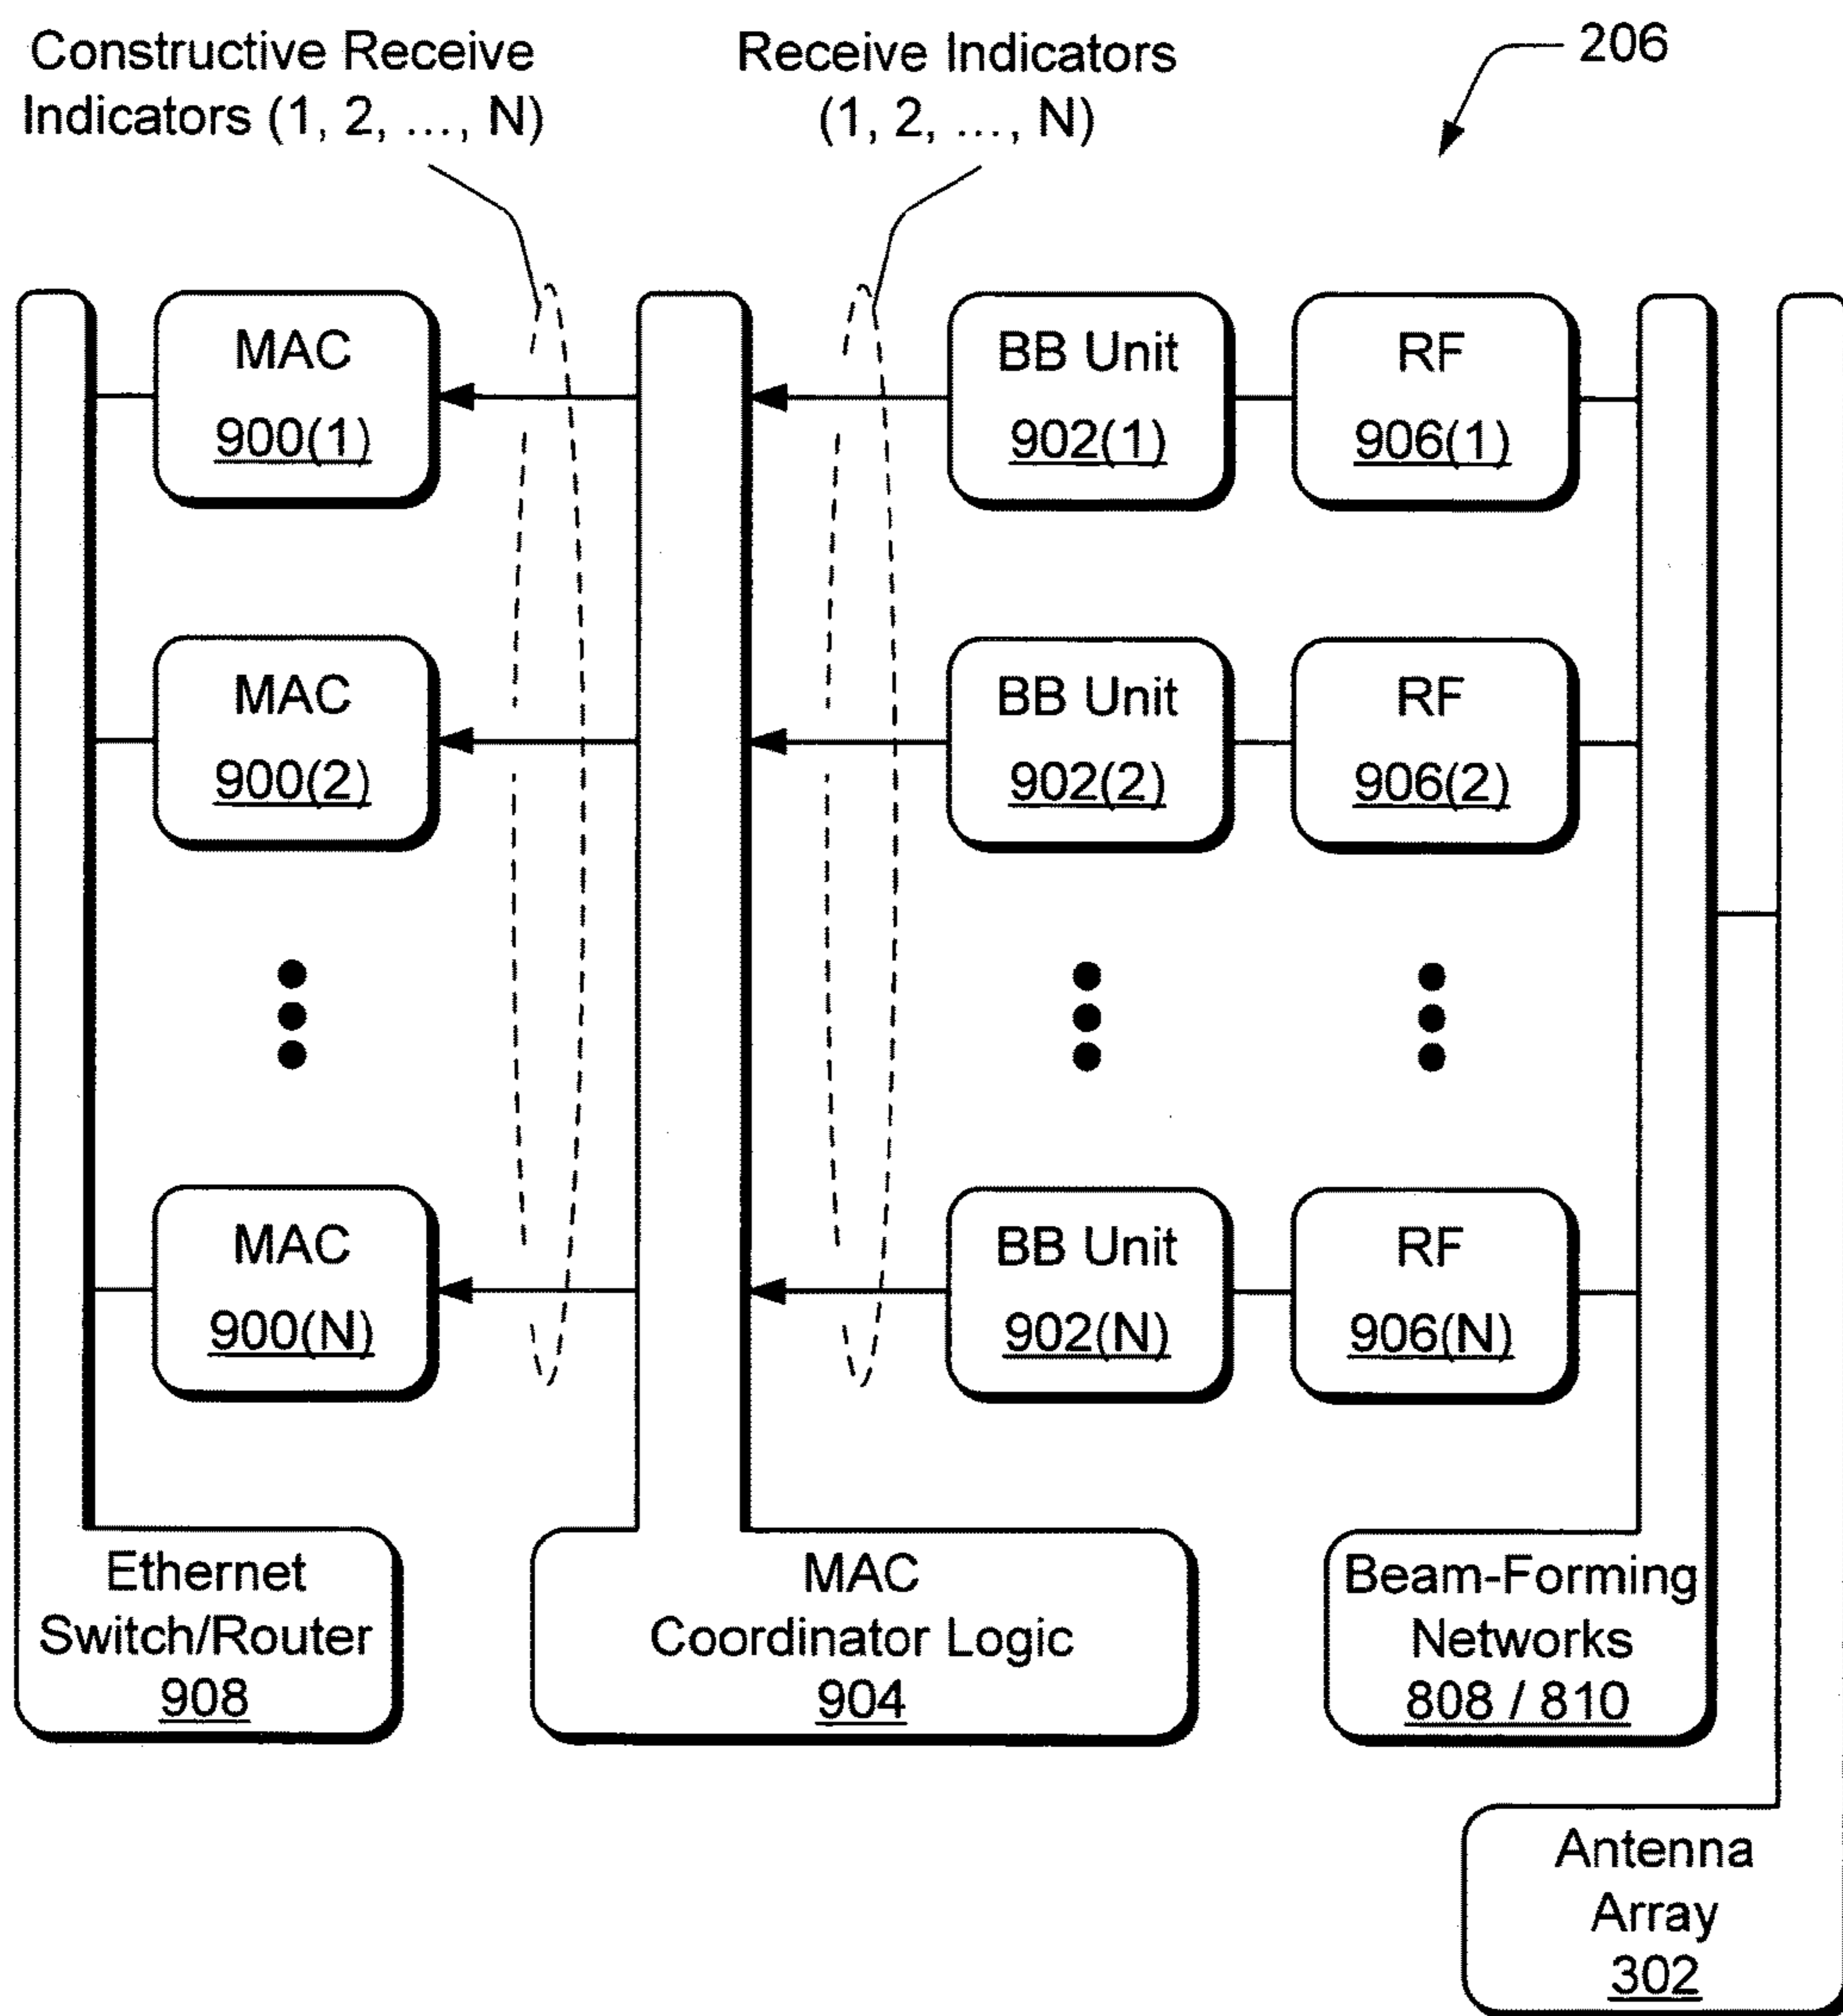 Constructive Receive
Indicators (1, 2, ..., N)
Receive Indicators
(1, 2, ..., N)
206
MAC
900(1)
BB Unit
902(1)
RF
906(1)
MAC
900(2)
BB Unit
902(2)
RF
906(2)
MAC
900(N)
BB Unit
902(N)
RF
906(N)
Ethernet
Switch/Router
908
MAC
Coordinator Logic
904
Beam-Forming
Networks
808 / 810
Antenna
Array
302